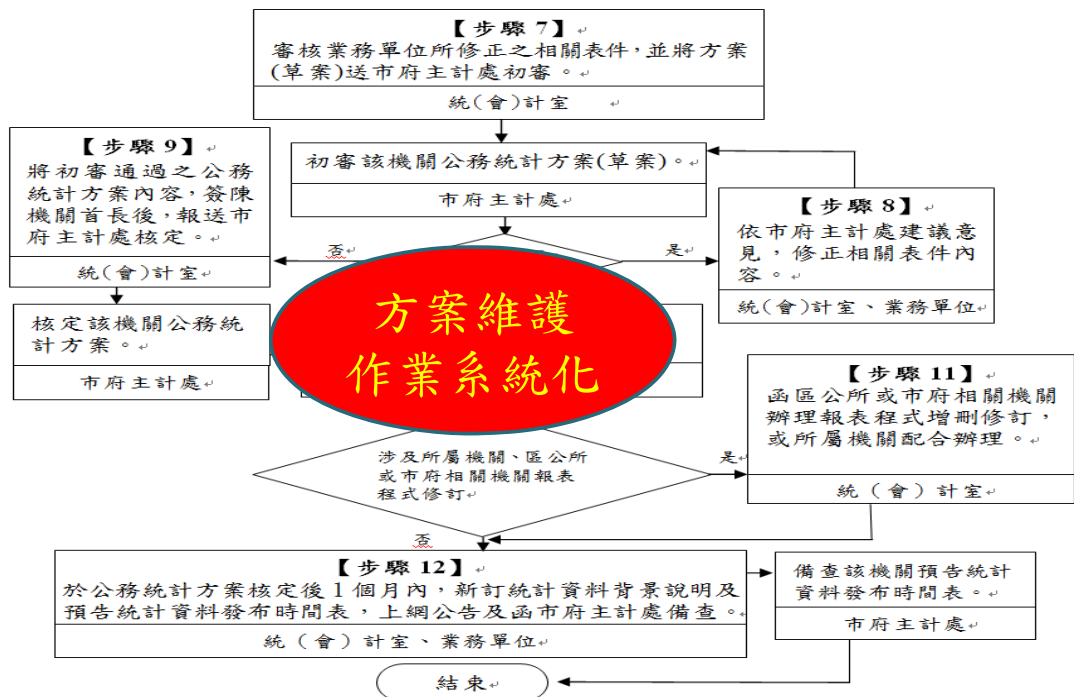 【步驟 7】
審核業務單位所修正之相關表件,並將方案
(草案)送市府主計處初審。
統(會)計室
【步驟 9】
將初審通過之公務
統計方案內容,簽陳
機關首長後,報送市
府主計處核定。
統(會)計室
初審該機關公務統計方案(草案)。
市府主計處
【步驟 8】
依市府主計處建議意
見,修正相關表件內
容。
統(會)計室、業務單位
否
是
方案維護
作業系統化
核定該機關公務統
計方案。
市府主計處
【步驟 11】
函區公所或市府相關機關
辦理報表程式增刪修訂,
或所屬機關配合辦理。
統(會)計室
涉及所屬機關、區公所
或市府相關機關報表
程式修訂
是
否
【步驟 12】
於公務統計方案核定後 1 個月內,新訂統計資料背景說明及
預告統計資料發布時間表,上網公告及函市府主計處備查。
統(會)計室、業務單位
備查該機關預告統計
資料發布時間表。
市府主計處
結束